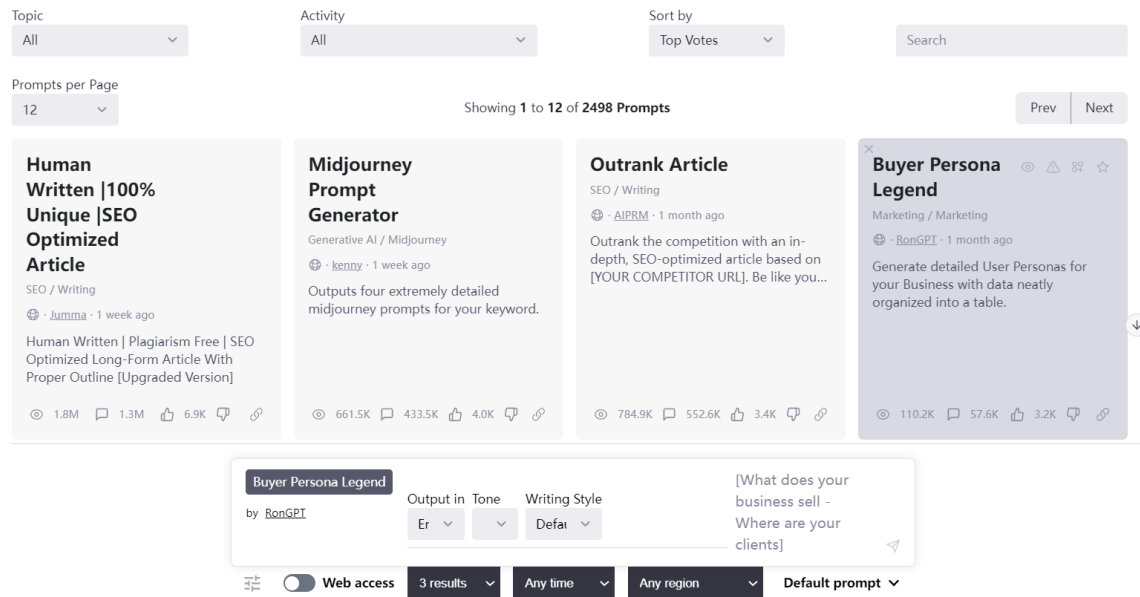 Topic
Activity
Sort by
All
All
Top Votes
Search
Prompts per Page
12
Showing 1 to 12 of 2498 Prompts
Prev
Next
Human
Written |100%
Unique |SEO
Optimized
Article
SEO / Writing
· Jumma · 1 week ago
Human Written | Plagiarism Free | SEO
Optimized Long-Form Article With
Proper Outline [Upgraded Version]
1.8M
1.3M
6.9K
Midjourney
Prompt
Generator
Generative AI / Midjourney
· kenny · 1 week ago
Outputs four extremely detailed
midjourney prompts for your keyword.
661.5K
433.5K
4.0K
Outrank Article
SEO / Writing
· AIPRM · 1 month ago
Outrank the competition with an in-
depth, SEO-optimized article based on
[YOUR COMPETITOR URL]. Be like you...
784.9K
552.6K
3.4K
Buyer Persona
Legend
Marketing / Marketing
· RonGPT · 1 month ago
Generate detailed User Personas for
your Business with data neatly
organized into a table.
110.2K
57.6K
3.2K
Buyer Persona Legend
by RonGPT
Output in
Tone
Writing Style
Er
Defau
[What does your
business sell -
Where are your
clients]
Web access
3 results
Any time
Any region
Default prompt